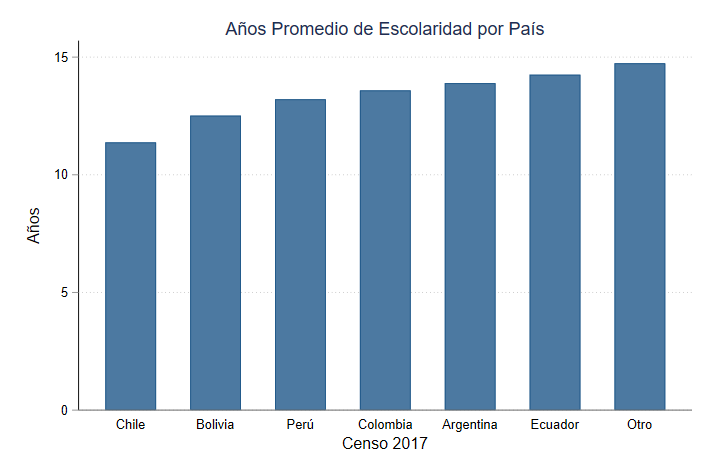 Años Promedio de Escolaridad por País
15
10
5
0
Años
Chile Bolivia Perú Colombia Argentina Ecuador Otro
Censo 2017